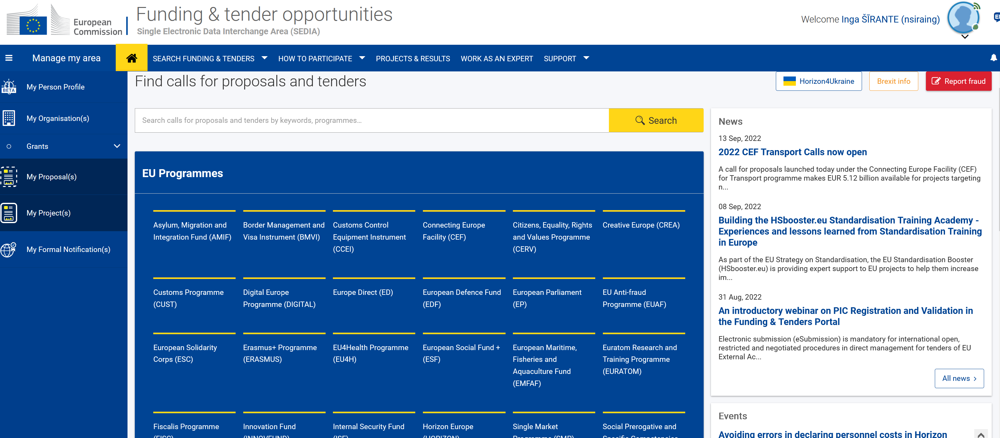 European
Commission
Funding & tender opportunities
Single Electronic Data Interchange Area (SEDIA)
Welcome Inga ŠĪRANTE (nsiraing)
Manage my area
SEARCH FUNDING & TENDERS
HOW TO PARTICIPATE
PROJECTS & RESULTS
WORK AS AN EXPERT
SUPPORT
BETA
My Person Profile
My Organisation(s)
Grants
My Proposal(s)
My Project(s)
My Formal Notification(s)
Find calls for proposals and tenders
Horizon4Ukraine
Brexit info
Report fraud
Search calls for proposals and tenders by keywords, programmes...
Search
EU Programmes
Asylum, Migration and
Integration Fund (AMIF)
Border Management and
Visa Instrument (BMVI)
Customs Control
Equipment Instrument
(CCEI)
Connecting Europe
Facility (CEF)
Citizens, Equality, Rights
and Values Programme
(CERV)
Creative Europe (CREA)
Customs Programme
(CUST)
Digital Europe
Programme (DIGITAL)
Europe Direct (ED)
European Defence Fund
(EDF)
European Parliament
(EP)
EU Anti-fraud
Programme (EUAF)
European Solidarity
Corps (ESC)
Erasmus+ Programme
(ERASMUS)
EU4Health Programme
(EU4H)
European Social Fund +
(ESF)
European Maritime,
Fisheries and
Aquaculture Fund
(EMFAF)
Euratom Research and
Training Programme
(EURATOM)
Fiscalis Programme
Innovation Fund
(INNOVFUND)
Internal Security Fund
(ISF)
Horizon Europe
(HORIZON)
Single Market
Programme (SMP)
Social Prerogative and
Specific Competencies
News
13 Sep, 2022
2022 CEF Transport Calls now open
A call for proposals launched today under the Connecting Europe Facility (CEF)
for Transport programme makes EUR 5.12 billion available for projects targeting
n...
08 Sep, 2022
Building the HSbooster.eu Standardisation Training Academy -
Experiences and lessons learned from Standardisation Training
in Europe
As part of the EU Strategy on Standardisation, the EU Standardisation Booster
(HSbooster.eu) is providing expert support to EU projects to help them increase
im...
31 Aug, 2022
An introductory webinar on PIC Registration and Validation in
the Funding & Tenders Portal
Electronic submission (eSubmission) is mandatory for international open,
restricted and negotiated procedures in direct management for tenders of EU
External Ac...
All news >
Events
Avoiding errors in declaring personnel costs in Horizon